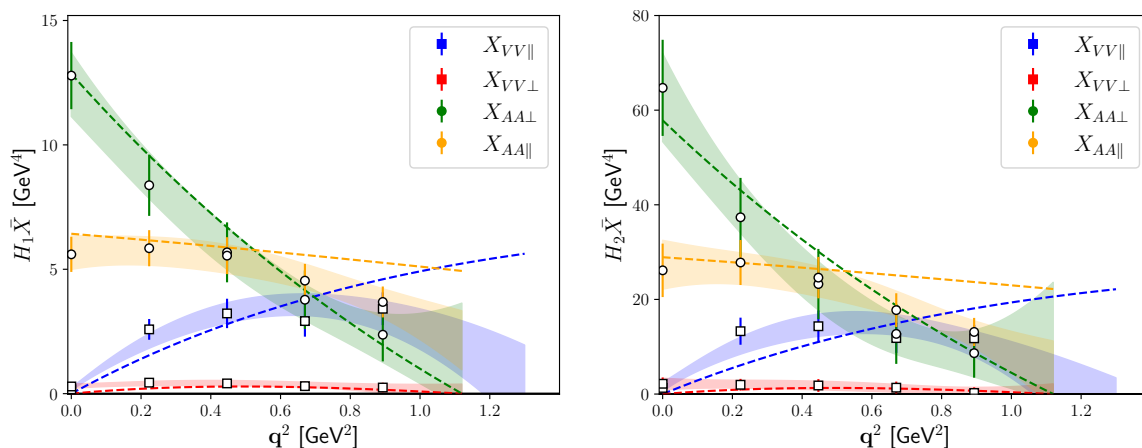 15
10
5
0
0.0 0.2 0.4 0.6 0.8 1.0 1.2
q² [GeV²]
H₁X̄ [GeV⁴]
X_{VV∥}
X_{VV⊥}
X_{AA⊥}
X_{AA∥}
80
60
40
20
0
0.0 0.2 0.4 0.6 0.8 1.0 1.2
q² [GeV²]
H₂X̄ [GeV⁴]
X_{VV∥}
X_{VV⊥}
X_{AA⊥}
X_{AA∥}